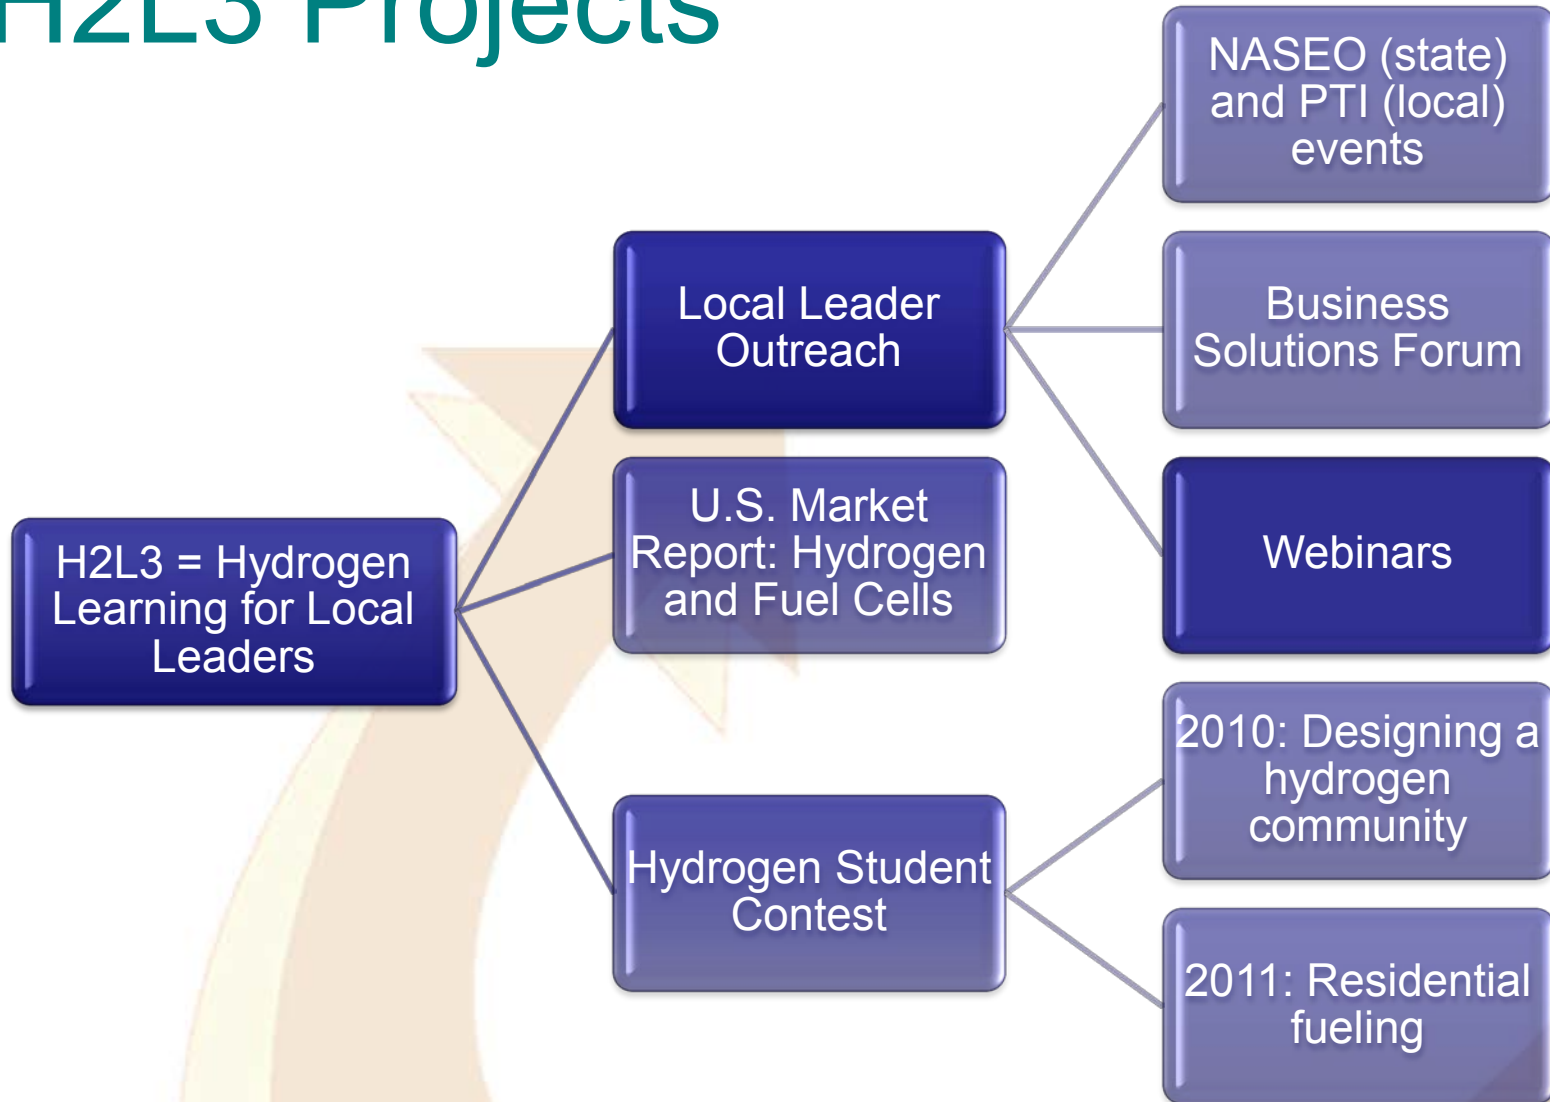 H2L3 Projects
NASEO (state)
and PTI (local)
events
Local Leader
Outreach
Business
Solutions Forum
U.S. Market
Report: Hydrogen
and Fuel Cells
Webinars
H2L3 = Hydrogen
Learning for Local
Leaders
2010: Designing a
hydrogen
community
Hydrogen Student
Contest
2011: Residential
fueling